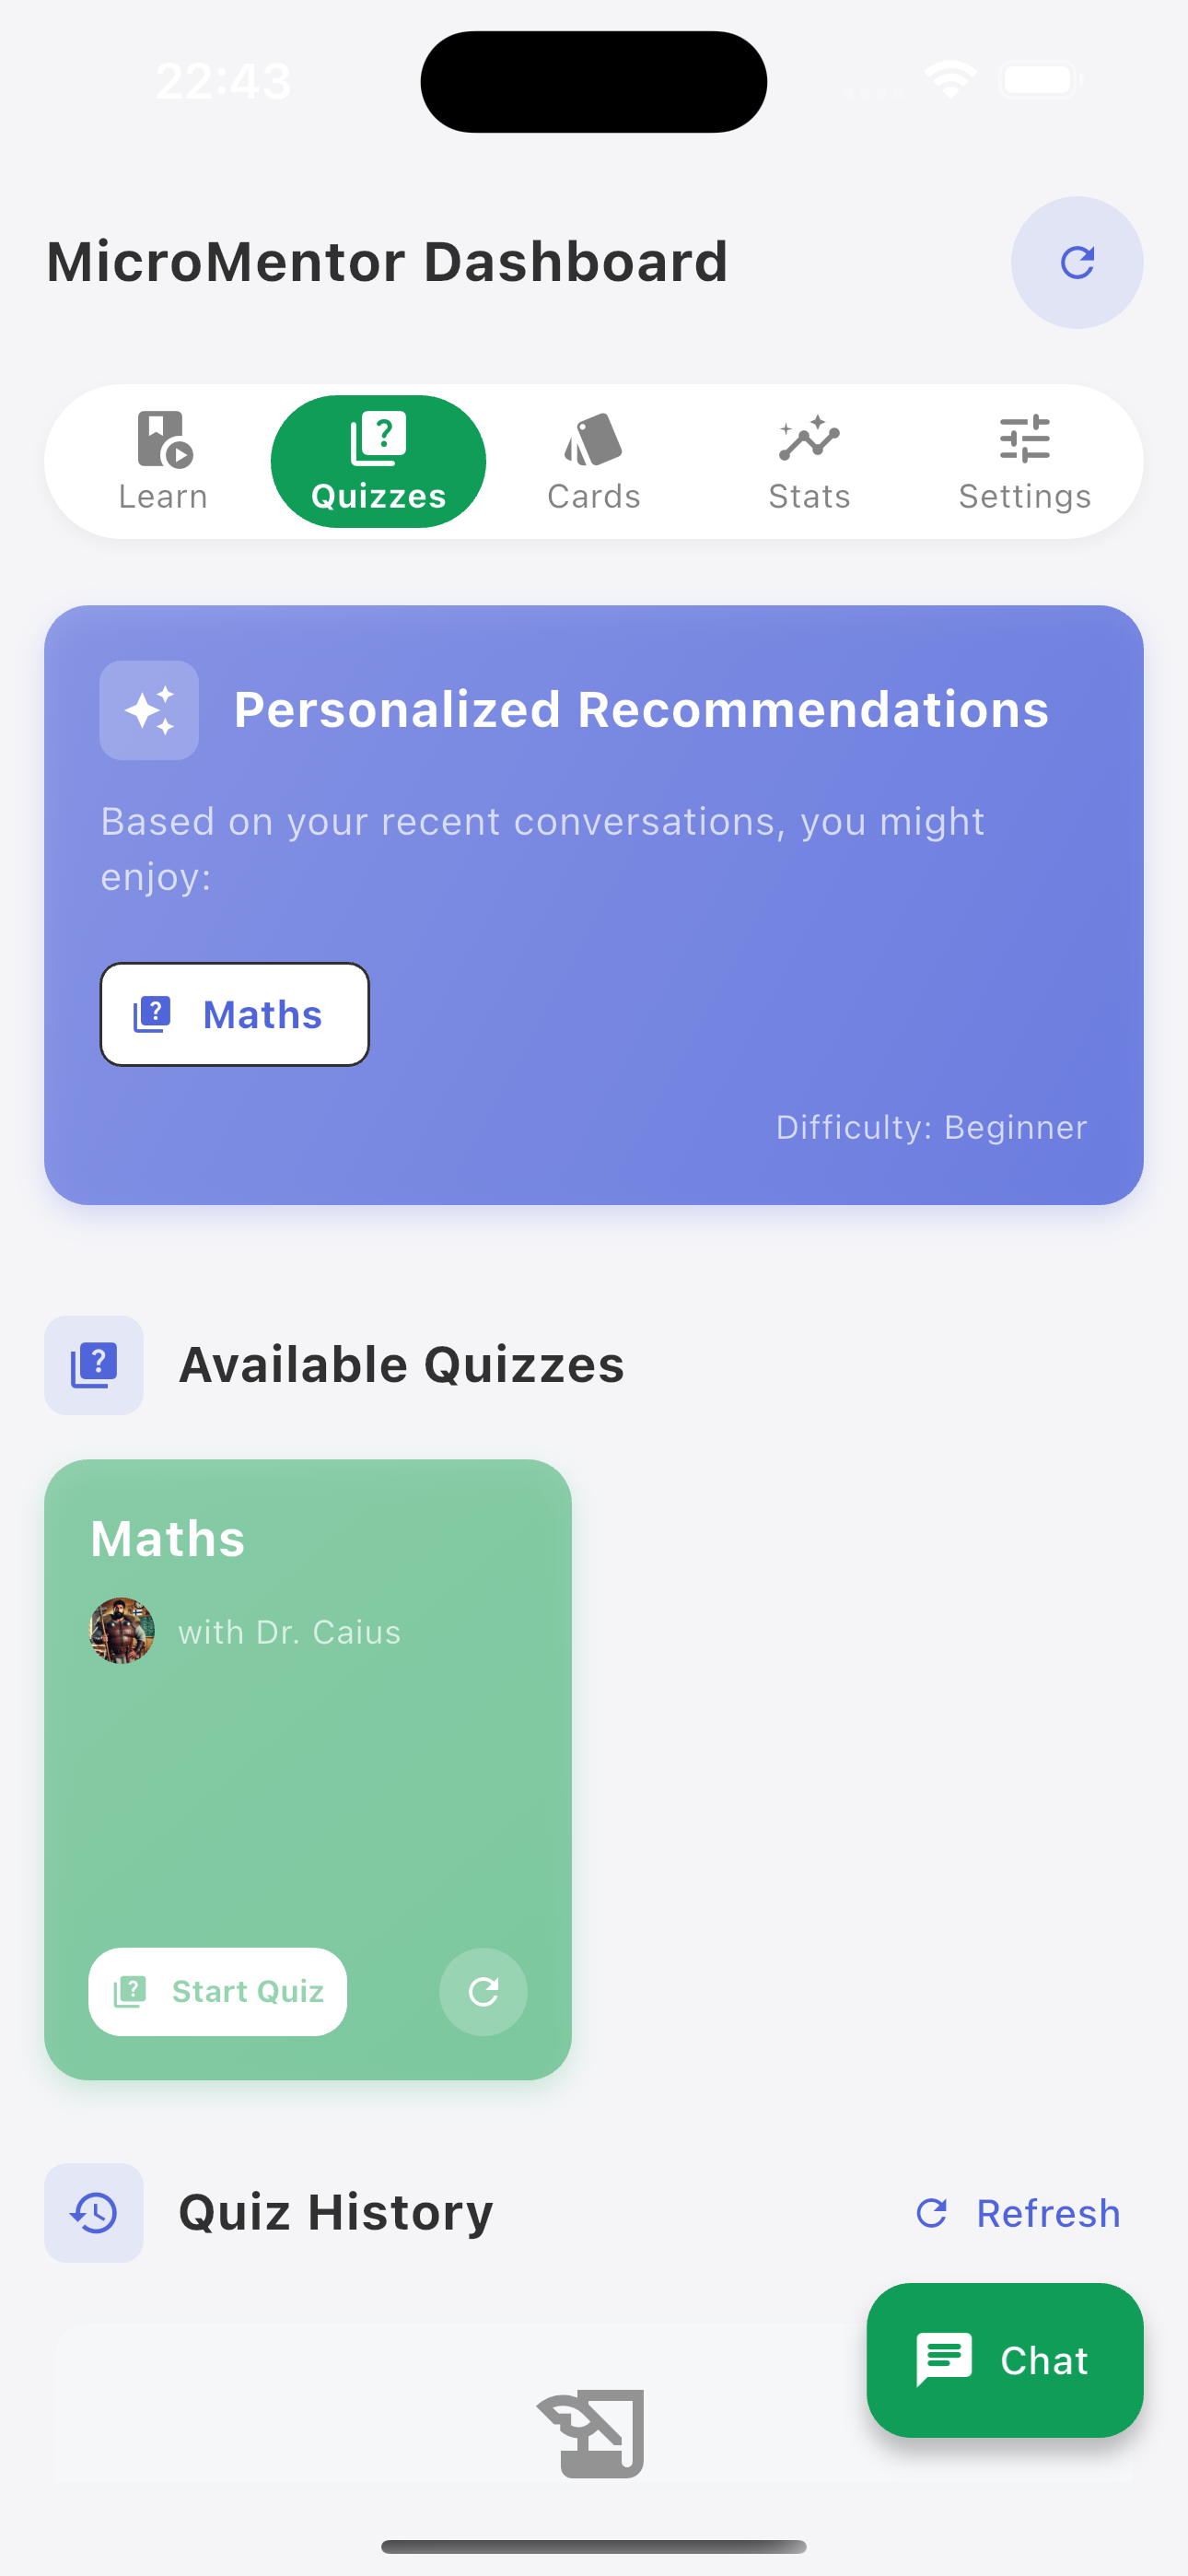 22:43
MicroMentor Dashboard
Learn
Quizzes
Cards
Stats
Settings
Personalized Recommendations
Based on your recent conversations, you might
enjoy:
Maths
Difficulty: Beginner
Available Quizzes
Maths
with Dr. Caius
Start Quiz
Quiz History
Refresh
Chat